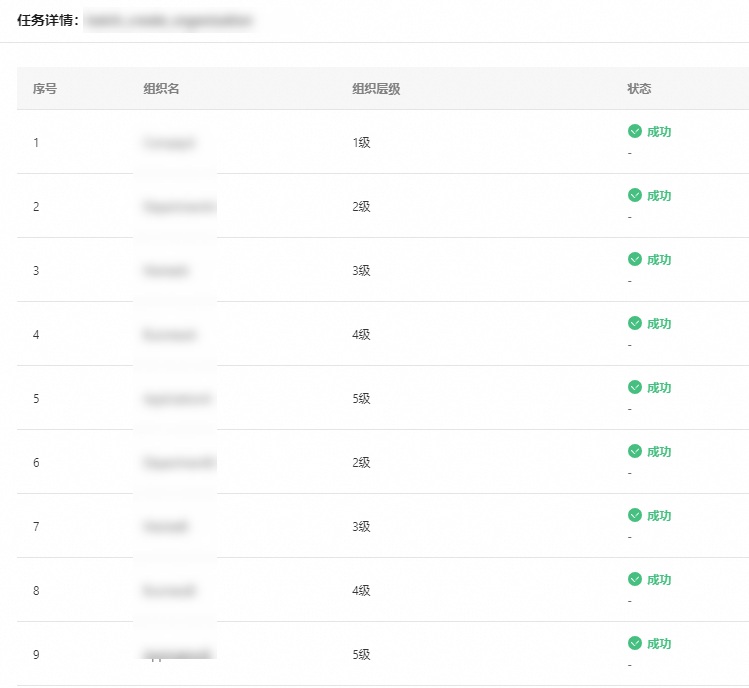 任务详情：
序号 组织名 组织层级 状态
1 1级 成功
-
2 2级 成功
-
3 3级 成功
-
4 4级 成功
-
5 5级 成功
-
6 2级 成功
-
7 3级 成功
-
8 4级 成功
-
9 5级 成功
-